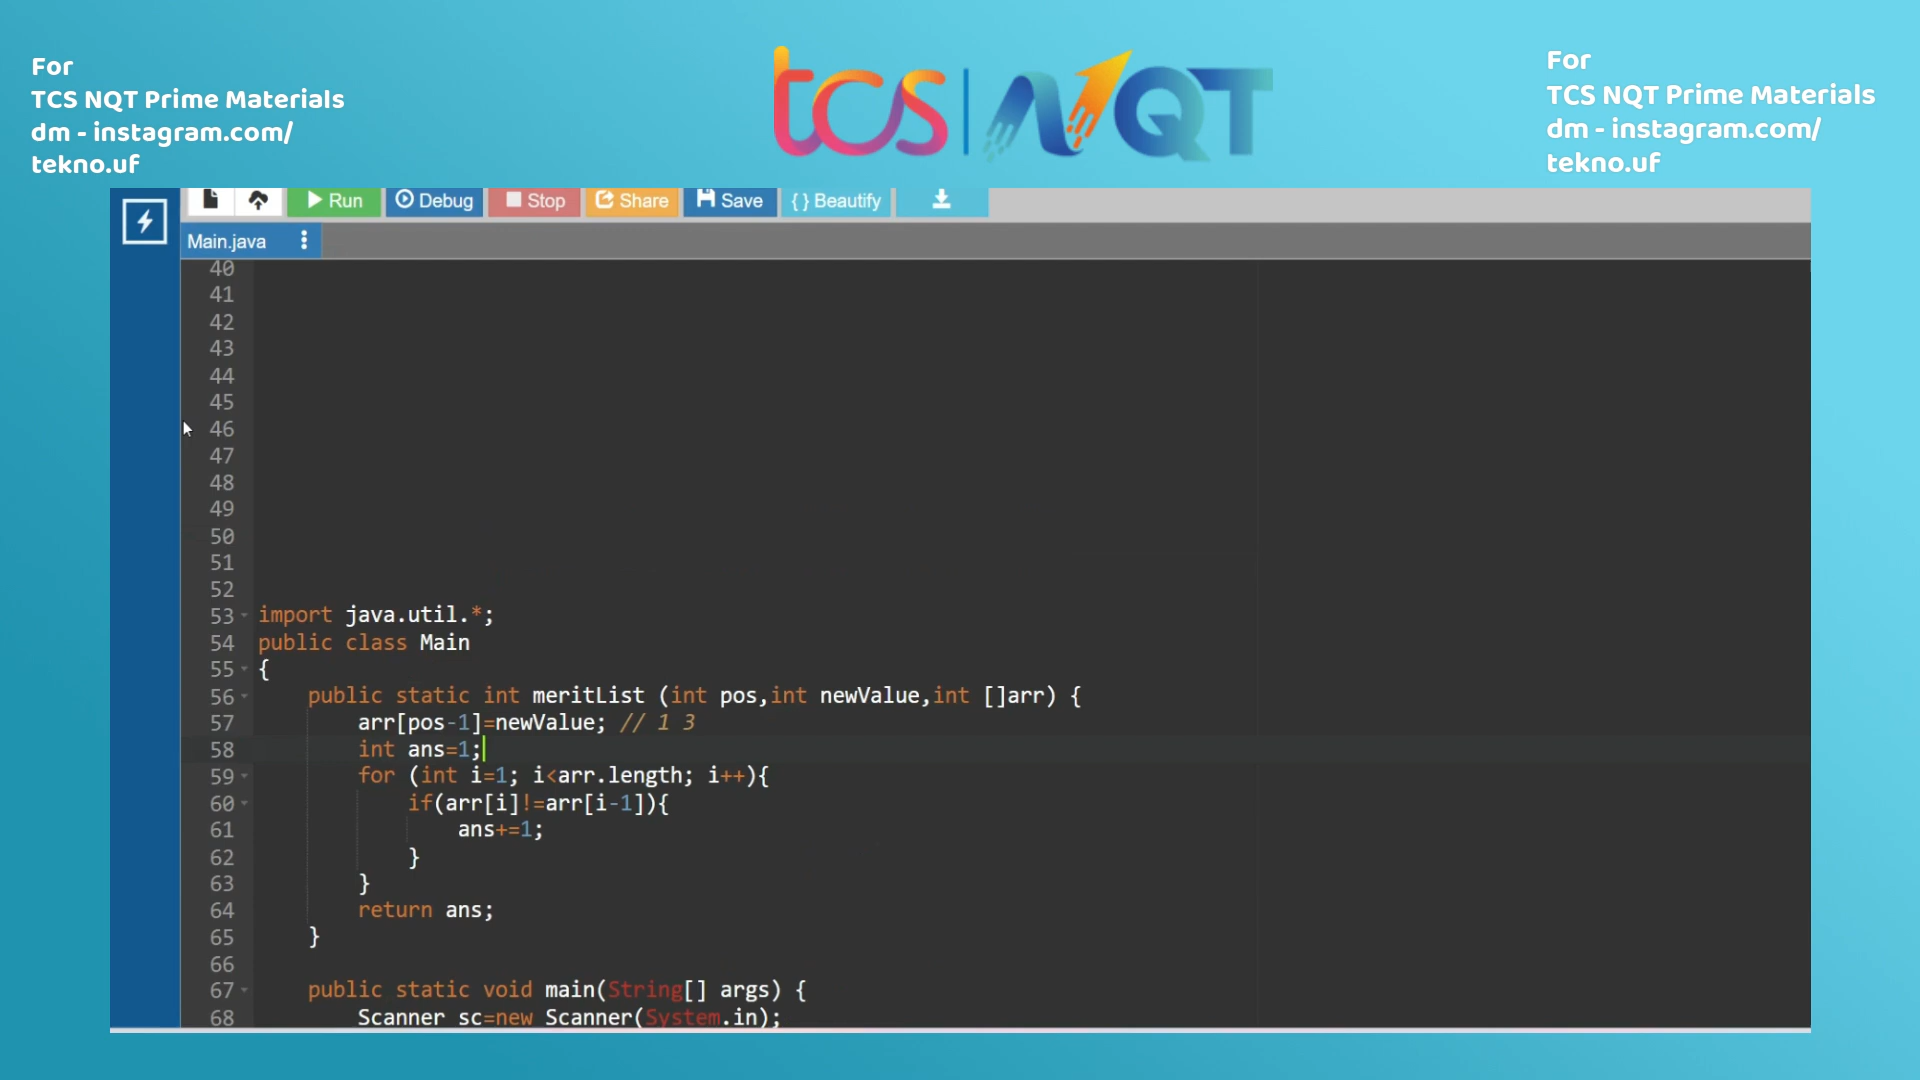 For
TCS NQT Prime Materials
dm - instagram.com/
tekno.uf
tcs | NQT
For
TCS NQT Prime Materials
dm - instagram.com/
tekno.uf
Run Debug Stop Share Save { } Beautify
Main.java
40
41
42
43
44
45
46
47
48
49
50
51
52
53 import java.util.*;
54 public class Main
55 {
56 public static int meritList (int pos,int newValue,int []arr) {
57 arr[pos-1]=newValue; // 1 3
58 int ans=1;
59 for (int i=1; i<arr.length; i++){
60 if(arr[i]!=arr[i-1]){
61 ans+=1;
62 }
63 }
64 return ans;
65 }
66
67 public static void main(String[] args) {
68 Scanner sc=new Scanner(System.in);